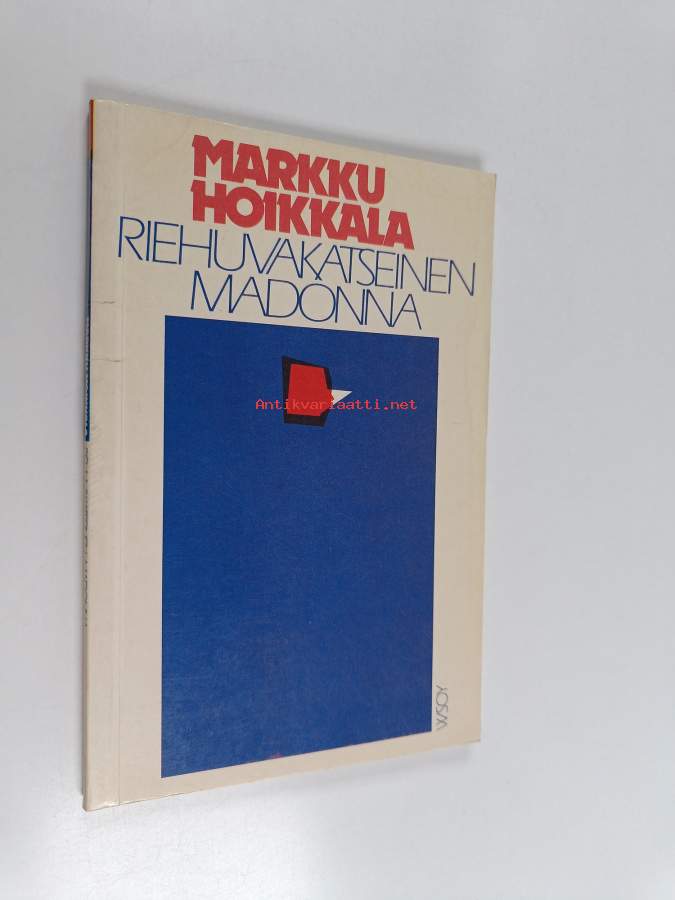 MARKKU
HOIKKALA
RIEHUVAKATSEINEN
MADONNA
Antikvariaatti.net
WSOY